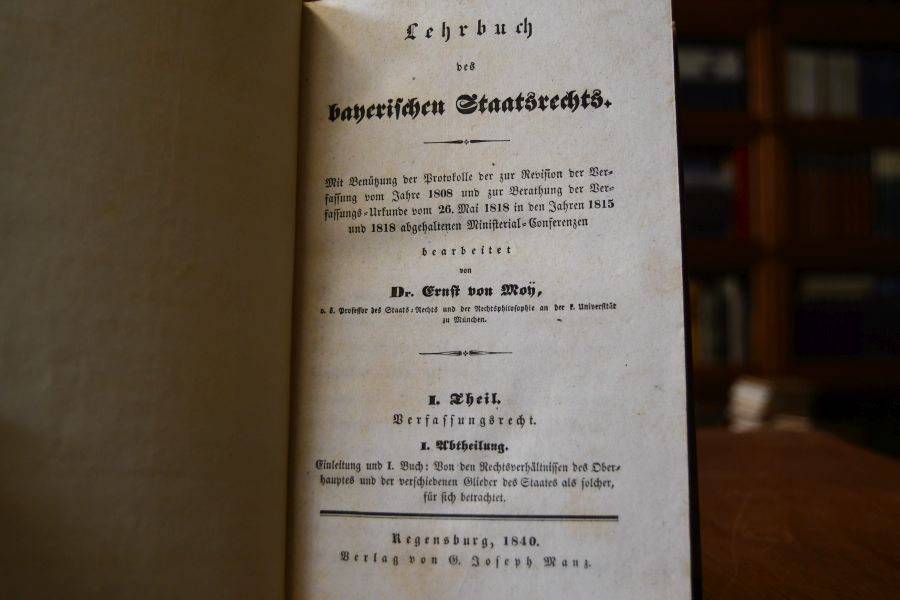 Lehrbuch
des
bayerischen Staatsrechts.
Mit Benützung der Protokolle der zur Revision der Ver-
fassung vom Jahre 1808 und zur Berathung der Ver-
fassungs-Urkunde vom 26. Mai 1818 in den Jahren 1815
und 1818 abgehaltenen Ministerial-Conferenzen
bearbeitet
von
Dr. Ernst von Moÿ,
o. ö. Professor des Staats-Rechts und der Rechtsphilosophie an der k. Universität
zu München.
I. Theil.
Verfassungsrecht.
I. Abtheilung.
Einleitung und I. Buch: Von den Rechtsverhältnissen des Ober-
hauptes und der verschiedenen Glieder des Staates als solcher,
für sich betrachtet.
Regensburg, 1840.
Verlag von G. Joseph Manz.